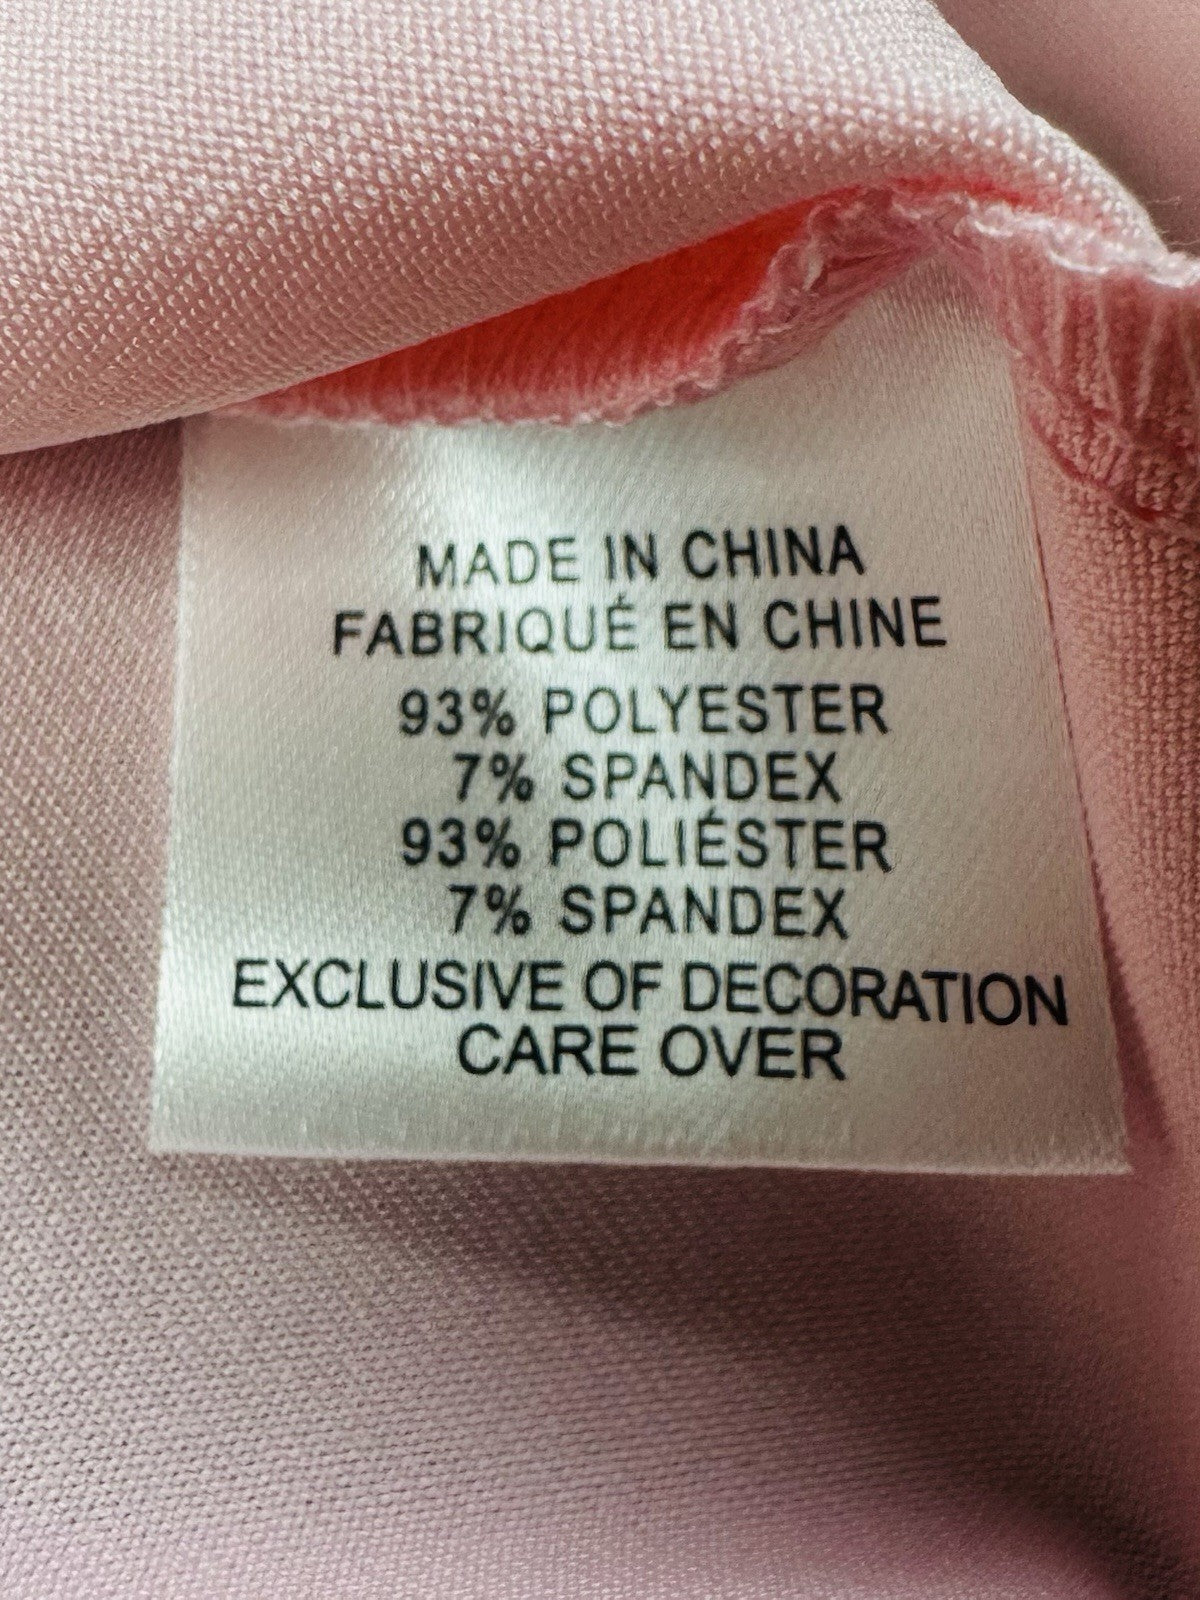 MADE IN CHINA
FABRIQUÉ EN CHINE
93% POLYESTER
7% SPANDEX
93% POLIÉSTER
7% SPANDEX
EXCLUSIVE OF DECORATION
CARE OVER